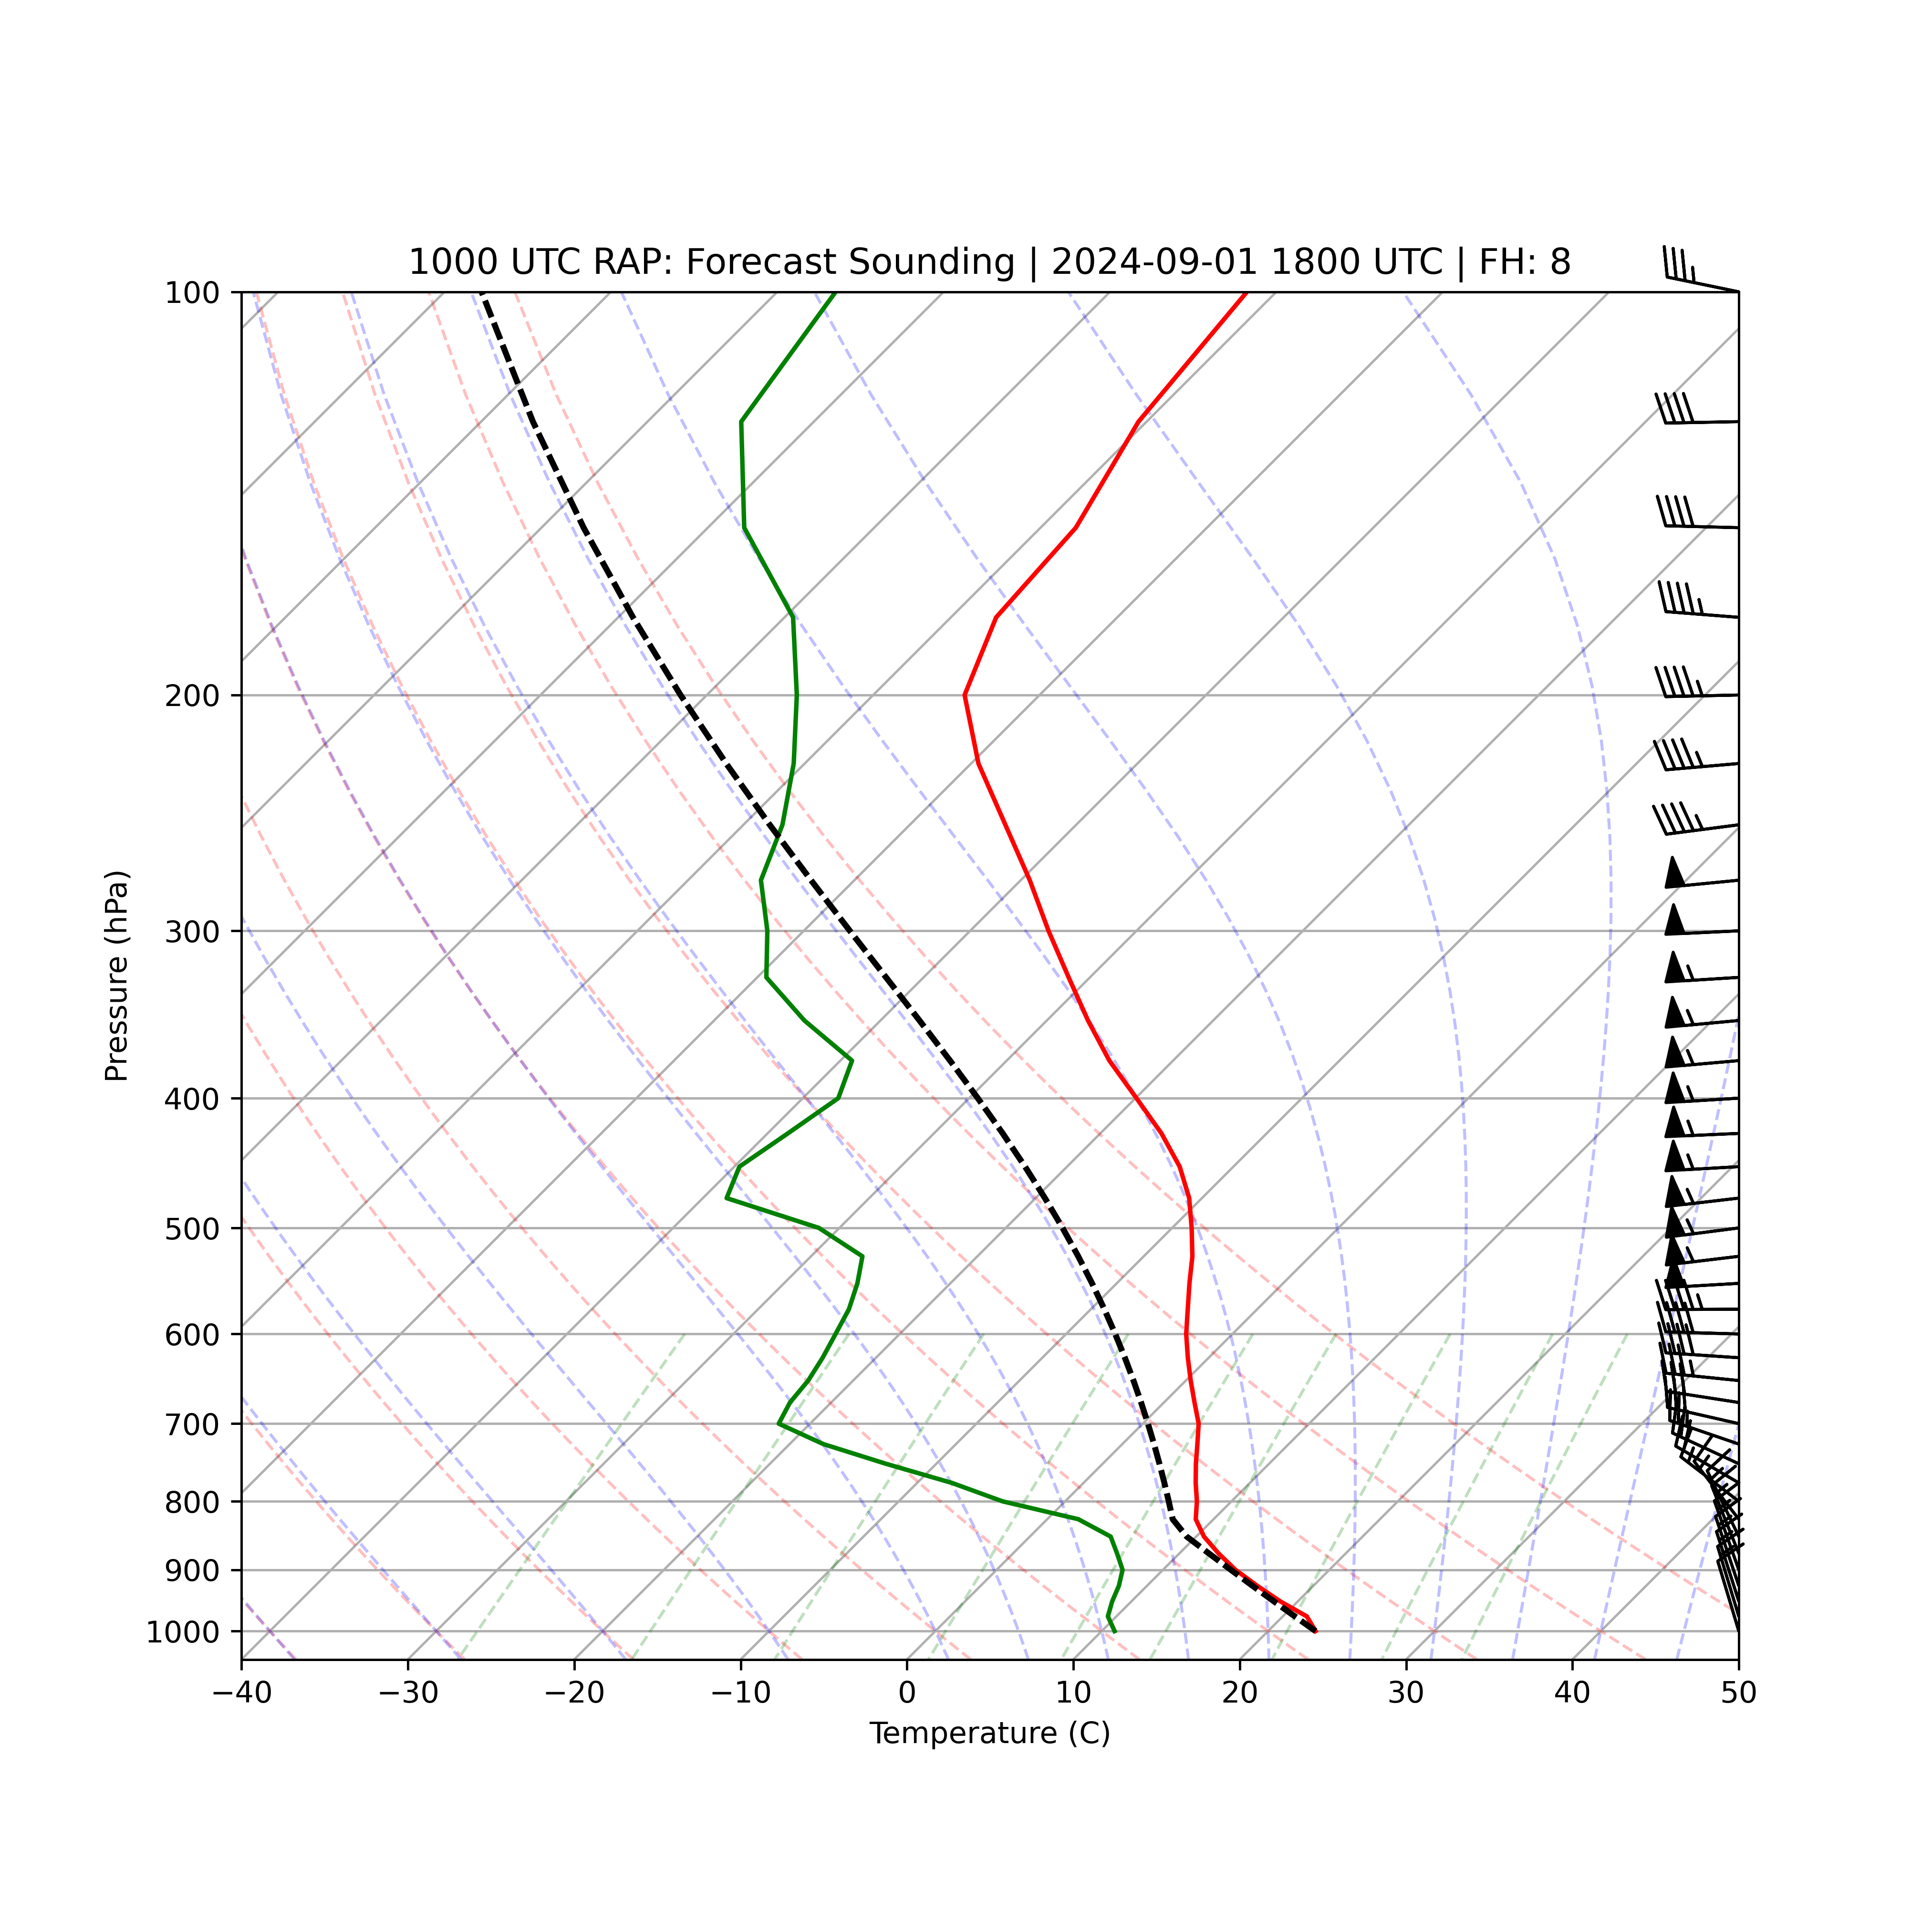 1000 UTC RAP: Forecast Sounding | 2024-09-01 1800 UTC | FH: 8
100
200
300
400
500
600
700
800
900
1000
Pressure (hPa)
−40 −30 −20 −10 0 10 20 30 40 50
Temperature (C)